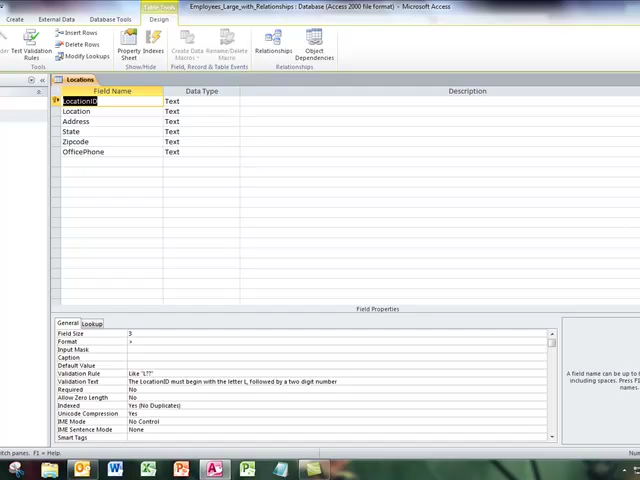 Employees_Large_with_Relationships : Database (Access 2000 file format) - Microsoft Access
Table Tools
Create External Data Database Tools Design
Test Validation Rules
Insert Rows
Delete Rows
Modify Lookups
Property Sheet
Indexes
Create Data Macros
Rename/Delete Macro
Relationships
Object Dependencies
Tools Show/Hide Field, Record & Table Events Relationships
Locations
Field Name Data Type Description
LocationID Text
Location Text
Address Text
State Text
Zipcode Text
OfficePhone Text
Field Properties
General Lookup
Field Size 3
Format >
Input Mask
Caption
Default Value
Validation Rule Like "L??"
Validation Text The LocationID must begin with the letter L, followed by a two digit number
Required No
Allow Zero Length No
Indexed Yes (No Duplicates)
Unicode Compression Yes
IME Mode No Control
IME Sentence Mode None
Smart Tags
A field name can be up to 6
including spaces. Press F1
names.
tch panes. F1 = Help.
Num